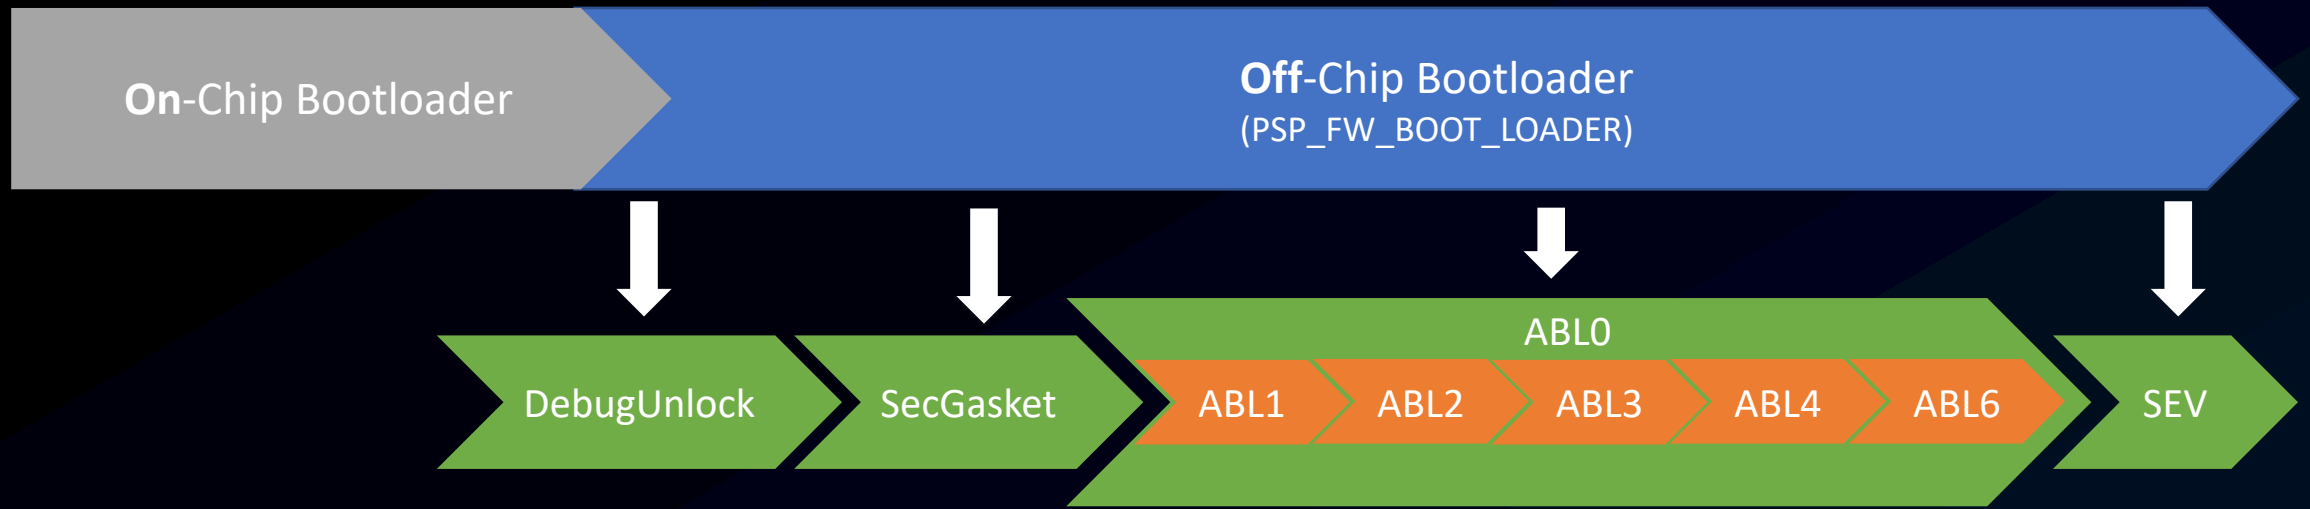 On-Chip Bootloader
Off-Chip Bootloader
(PSP_FW_BOOT_LOADER)
DebugUnlock
SecGasket
ABL0
ABL1
ABL2
ABL3
ABL4
ABL6
SEV